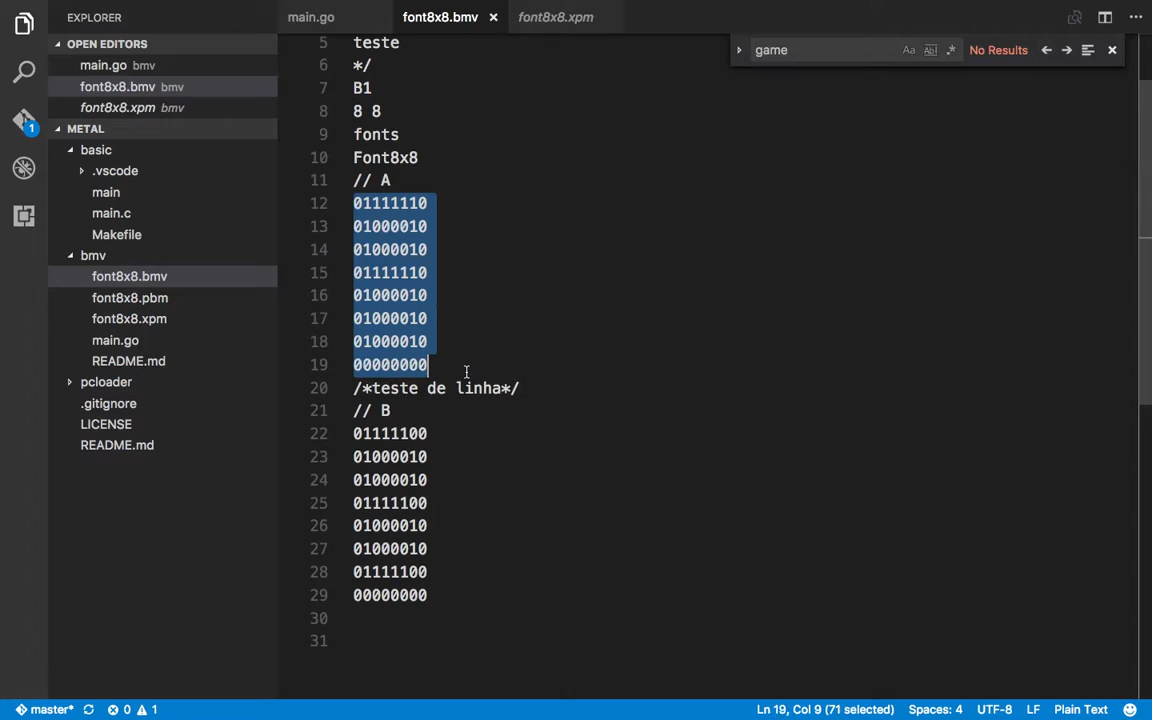 EXPLORER
main.go
font8x8.bmv
font8x8.xpm
OPEN EDITORS
main.go bmv
font8x8.bmv bmv
font8x8.xpm bmv
METAL
basic
.vscode
main
main.c
Makefile
bmv
font8x8.bmv
font8x8.pbm
font8x8.xpm
main.go
README.md
pcloader
.gitignore
LICENSE
README.md
1
game
Aa
Abl
.*
No Results
5 teste
6 */
7 B1
8 8 8
9 fonts
10 Font8x8
11 // A
12 01111110
13 01000010
14 01000010
15 01111110
16 01000010
17 01000010
18 01000010
19 00000000
20 /*teste de linha*/
21 // B
22 01111100
23 01000010
24 01000010
25 01111100
26 01000010
27 01000010
28 01111100
29 00000000
30
31
master* 0 1 Ln 19, Col 9 (71 selected) Spaces: 4 UTF-8 LF Plain Text